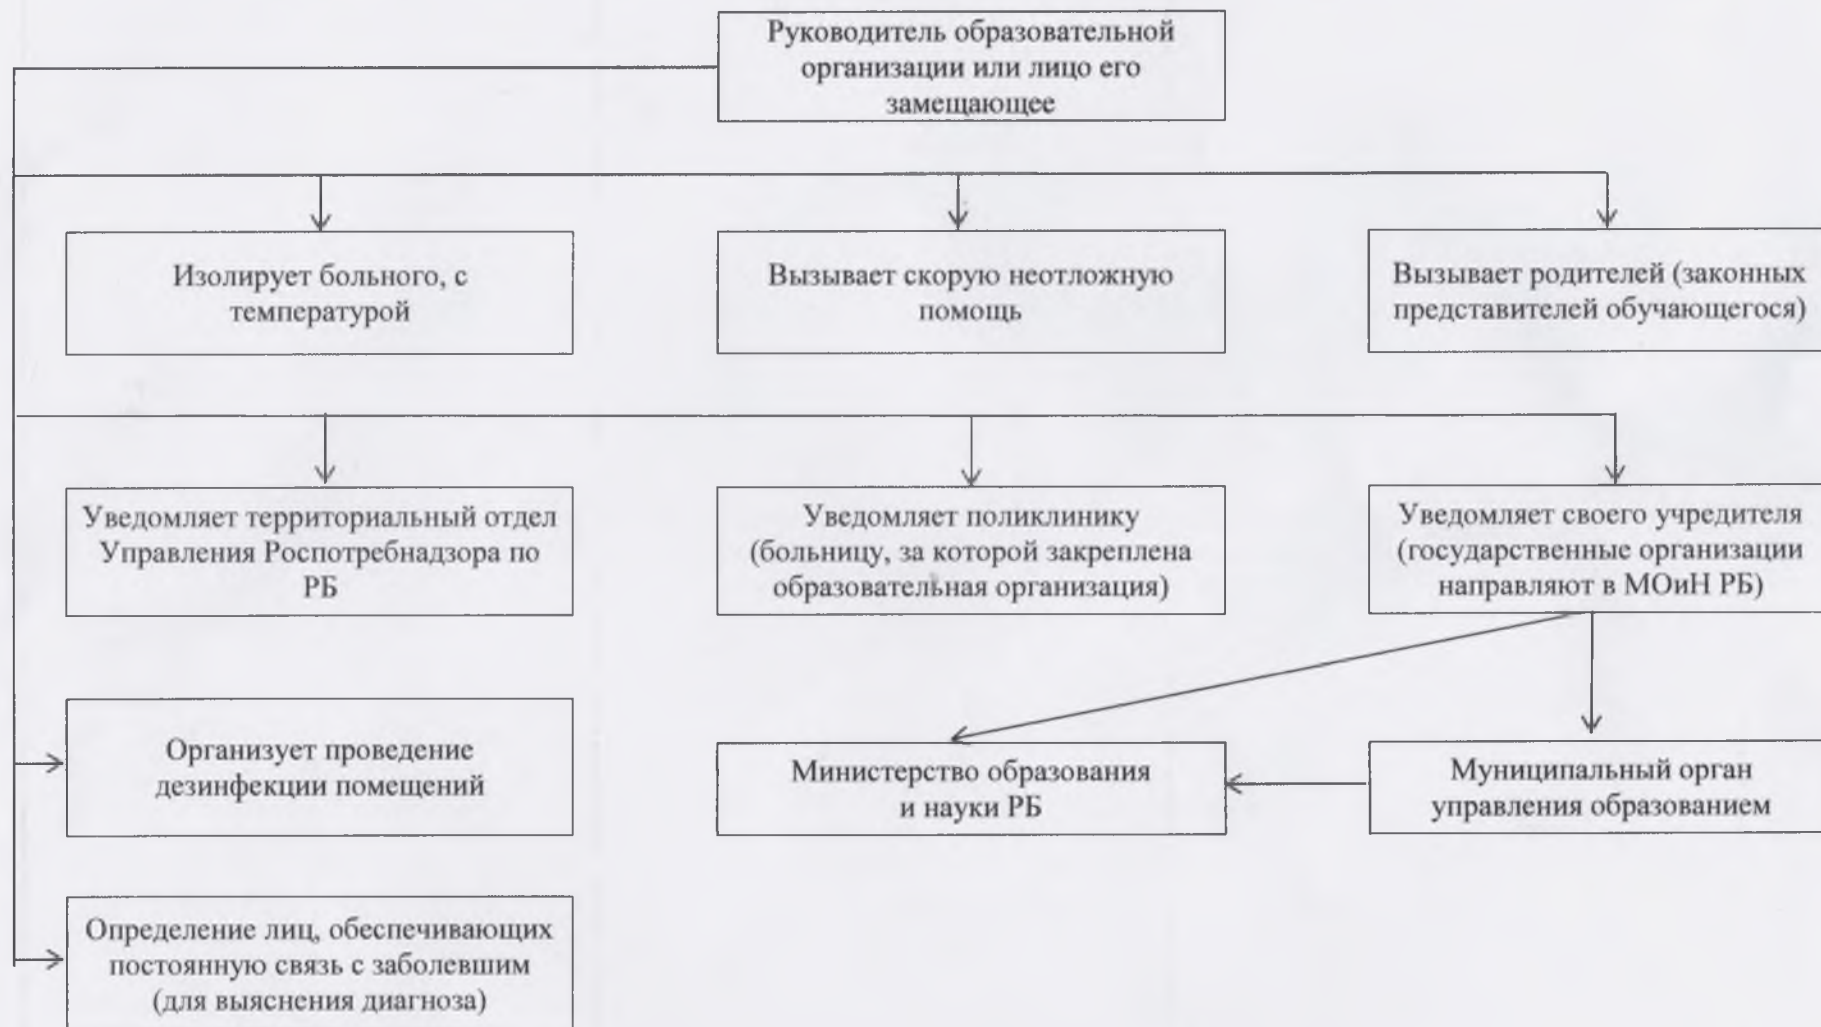 Руководитель образовательной
организации или лицо его
замещающее
Изолирует больного, с
температурой
Вызывает скорую неотложную
помощь
Вызывает родителей (законных
представителей обучающегося)
Уведомляет территориальный отдел
Управления Роспотребнадзора по
РБ
Уведомляет поликлинику
(больницу, за которой закреплена
образовательная организация)
Уведомляет своего учредителя
(государственные организации
направляют в МОиН РБ)
Организует проведение
дезинфекции помещений
Министерство образования
и науки РБ
Муниципальный орган
управления образованием
Определение лиц, обеспечивающих
постоянную связь с заболевшим
(для выяснения диагноза)